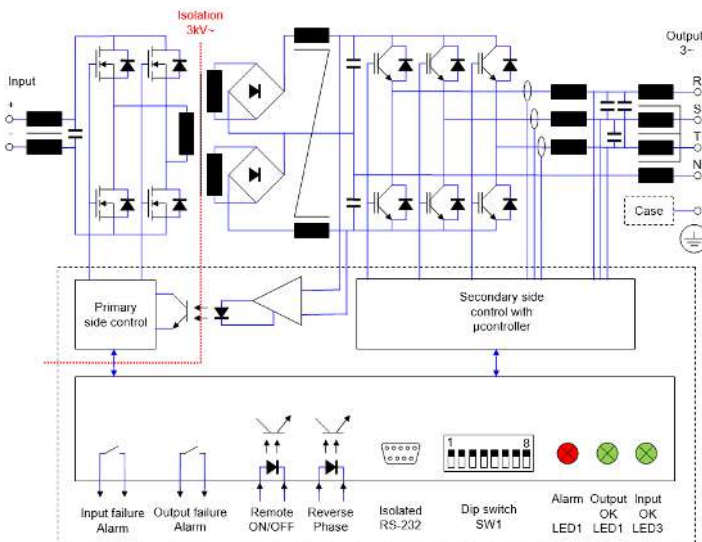 Isolation
3kV~
Output
3~
Input
+
-
R
S
T
N
Case
Primary
side control
Secondary side
control with
µcontroller
1
8
Input failure
Alarm
Output failure
Alarm
Remote
ON/OFF
Reverse
Phase
Isolated
RS-232
Dip switch
SW1
Alarm
LED1
Output
OK
LED1
Input
OK
LED3